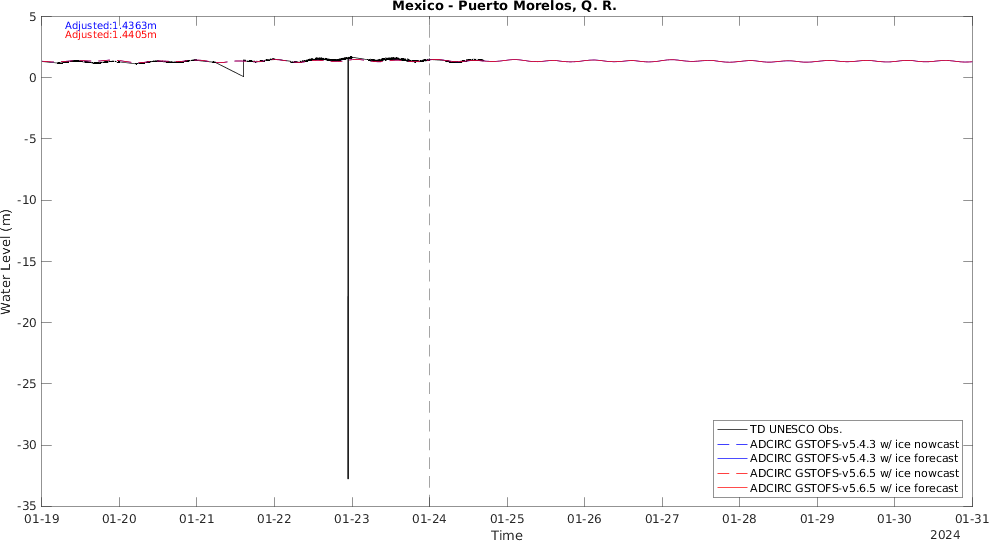 Mexico - Puerto Morelos, Q. R.
Adjusted:1.4363m
Adjusted:1.4405m
5
0
-5
-10
-15
-20
-25
-30
-35
Water Level (m)
01-19 01-20 01-21 01-22 01-23 01-24 01-25 01-26 01-27 01-28 01-29 01-30 01-31
Time
2024
TD UNESCO Obs.
ADCIRC GSTOFS-v5.4.3 w/ ice nowcast
ADCIRC GSTOFS-v5.4.3 w/ ice forecast
ADCIRC GSTOFS-v5.6.5 w/ ice nowcast
ADCIRC GSTOFS-v5.6.5 w/ ice forecast